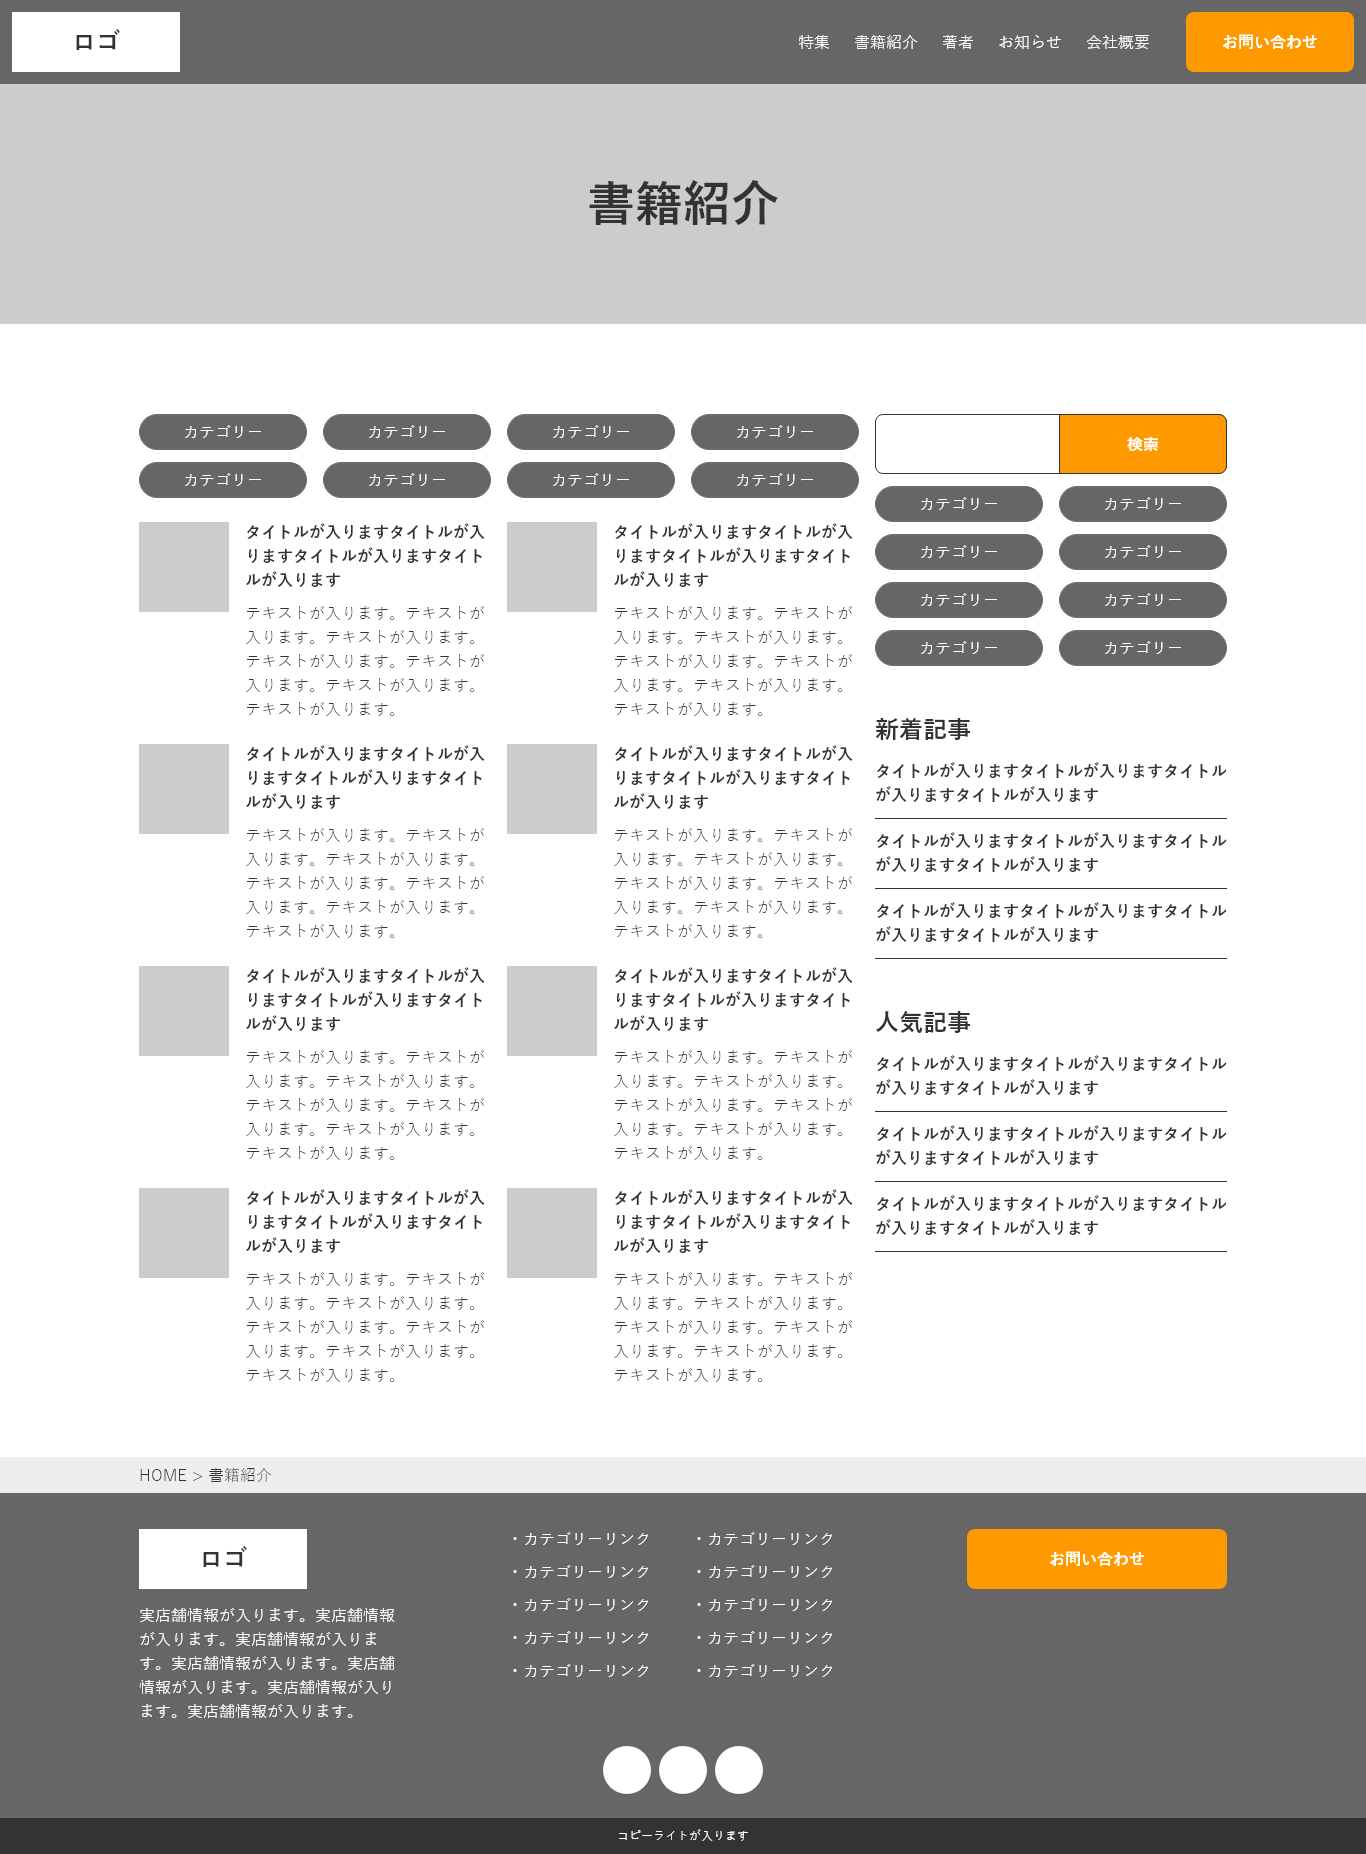 ロゴ
特集 書籍紹介 著者 お知らせ 会社概要 お問い合わせ
書籍紹介
カテゴリー カテゴリー カテゴリー カテゴリー
カテゴリー カテゴリー カテゴリー カテゴリー
タイトルが入りますタイトルが入
りますタイトルが入りますタイト
ルが入ります
テキストが入ります。テキストが
入ります。テキストが入ります。
テキストが入ります。テキストが
入ります。テキストが入ります。
テキストが入ります。
タイトルが入りますタイトルが入
りますタイトルが入りますタイト
ルが入ります
テキストが入ります。テキストが
入ります。テキストが入ります。
テキストが入ります。テキストが
入ります。テキストが入ります。
テキストが入ります。
タイトルが入りますタイトルが入
りますタイトルが入りますタイト
ルが入ります
テキストが入ります。テキストが
入ります。テキストが入ります。
テキストが入ります。テキストが
入ります。テキストが入ります。
テキストが入ります。
タイトルが入りますタイトルが入
りますタイトルが入りますタイト
ルが入ります
テキストが入ります。テキストが
入ります。テキストが入ります。
テキストが入ります。テキストが
入ります。テキストが入ります。
テキストが入ります。
タイトルが入りますタイトルが入
りますタイトルが入りますタイト
ルが入ります
テキストが入ります。テキストが
入ります。テキストが入ります。
テキストが入ります。テキストが
入ります。テキストが入ります。
テキストが入ります。
タイトルが入りますタイトルが入
りますタイトルが入りますタイト
ルが入ります
テキストが入ります。テキストが
入ります。テキストが入ります。
テキストが入ります。テキストが
入ります。テキストが入ります。
テキストが入ります。
タイトルが入りますタイトルが入
りますタイトルが入りますタイト
ルが入ります
テキストが入ります。テキストが
入ります。テキストが入ります。
テキストが入ります。テキストが
入ります。テキストが入ります。
テキストが入ります。
タイトルが入りますタイトルが入
りますタイトルが入りますタイト
ルが入ります
テキストが入ります。テキストが
入ります。テキストが入ります。
テキストが入ります。テキストが
入ります。テキストが入ります。
テキストが入ります。
検索
カテゴリー カテゴリー
カテゴリー カテゴリー
カテゴリー カテゴリー
カテゴリー カテゴリー
新着記事
タイトルが入りますタイトルが入りますタイトル
が入りますタイトルが入ります
タイトルが入りますタイトルが入りますタイトル
が入りますタイトルが入ります
タイトルが入りますタイトルが入りますタイトル
が入りますタイトルが入ります
人気記事
タイトルが入りますタイトルが入りますタイトル
が入りますタイトルが入ります
タイトルが入りますタイトルが入りますタイトル
が入りますタイトルが入ります
タイトルが入りますタイトルが入りますタイトル
が入りますタイトルが入ります
HOME > 書籍紹介
ロゴ
実店舗情報が入ります。実店舗情報
が入ります。実店舗情報が入りま
す。実店舗情報が入ります。実店舗
情報が入ります。実店舗情報が入り
ます。実店舗情報が入ります。
・カテゴリーリンク ・カテゴリーリンク
・カテゴリーリンク ・カテゴリーリンク
・カテゴリーリンク ・カテゴリーリンク
・カテゴリーリンク ・カテゴリーリンク
・カテゴリーリンク ・カテゴリーリンク
お問い合わせ
コピーライトが入ります